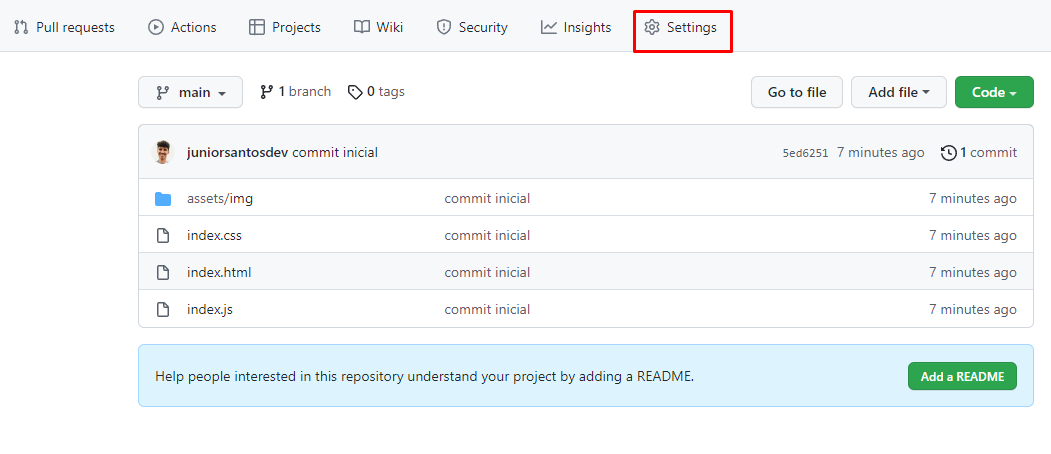 Pull requests Actions Projects Wiki Security Insights Settings
main 1 branch 0 tags Go to file Add file Code
juniorsantosdev commit inicial 5ed6251 7 minutes ago 1 commit
assets/img commit inicial 7 minutes ago
index.css commit inicial 7 minutes ago
index.html commit inicial 7 minutes ago
index.js commit inicial 7 minutes ago
Help people interested in this repository understand your project by adding a README. Add a README